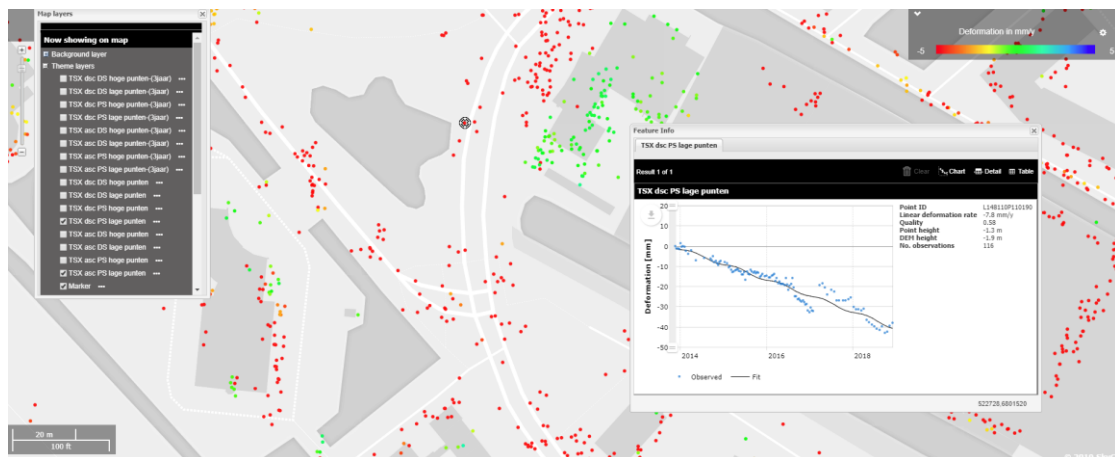 Map layers
Now showing on map
Background layer
Theme layers
TSX dsc DS hoge punten-(3jaar) •••
TSX dsc DS lage punten-(3jaar) •••
TSX dsc PS hoge punten-(3jaar) •••
TSX dsc PS lage punten-(3jaar) •••
TSX asc DS hoge punten-(3jaar) •••
TSX asc DS lage punten-(3jaar) •••
TSX asc PS hoge punten-(3jaar) •••
TSX asc PS lage punten-(3jaar) •••
TSX dsc DS hoge punten •••
TSX dsc DS lage punten •••
TSX dsc PS hoge punten •••
TSX dsc PS lage punten •••
TSX asc DS hoge punten •••
TSX asc DS lage punten •••
TSX asc PS hoge punten •••
TSX asc PS lage punten •••
Marker •••
20 m
100 ft
Deformation in mm/y
-5 5
Feature Info
TSX dsc PS lage punten
Result 1 of 1 Clear Chart Detail Table
TSX dsc PS lage punten
Point ID L148110P110190
Linear deformation rate -7.8 mm/y
Quality 0.58
Point height -1.3 m
DEM height -1.9 m
No. observations 116
Deformation [mm]
20
10
0
-10
-20
-30
-40
-50
2014 2016 2018
Observed Fit
522728,6801520